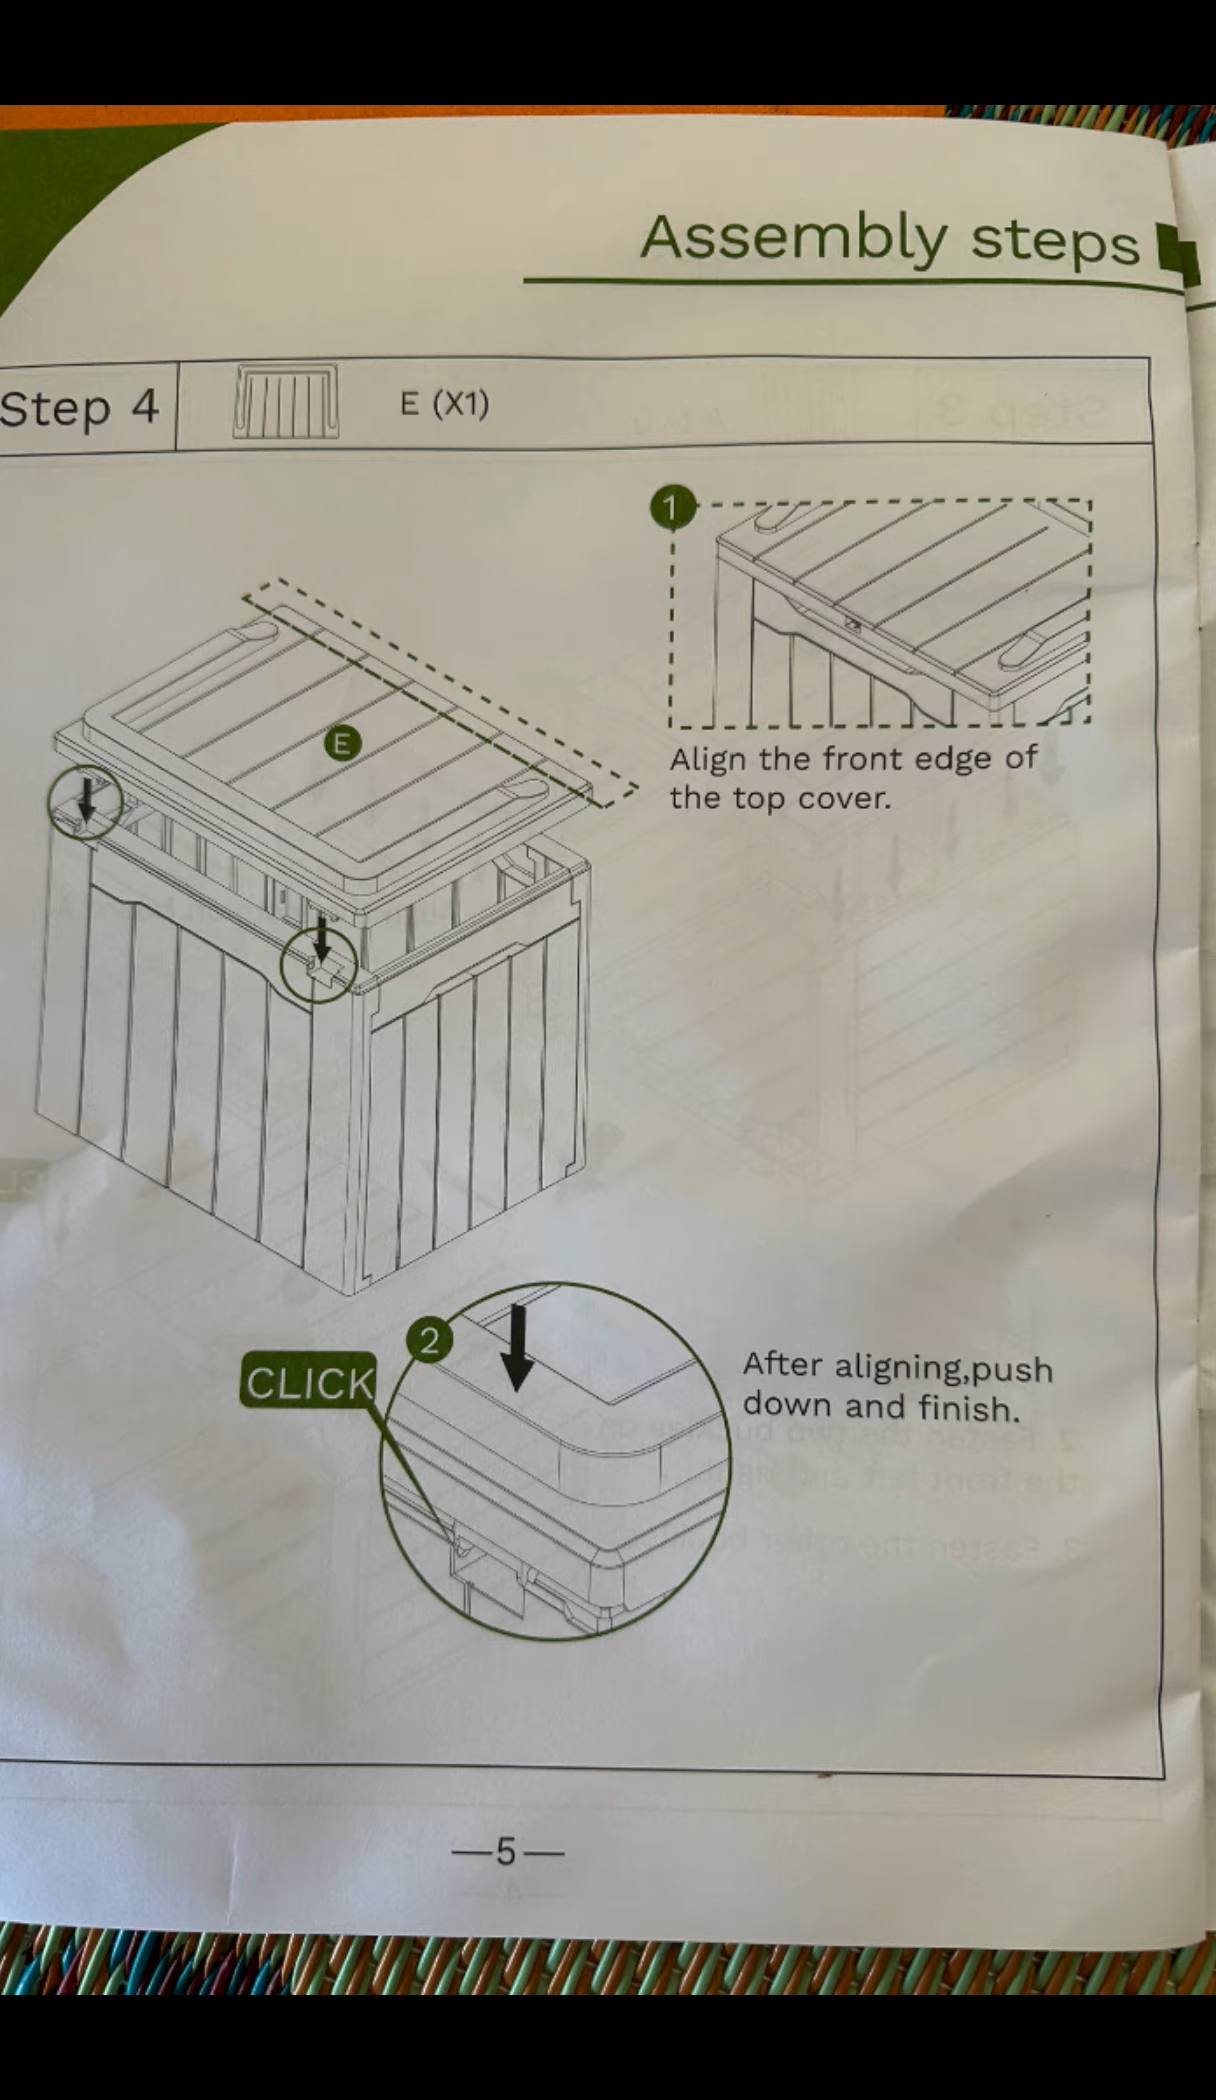 Assembly steps
Step 4
E (X1)
1
E
Align the front edge of
the top cover.
2
CLICK
After aligning,push
down and finish.
—5—